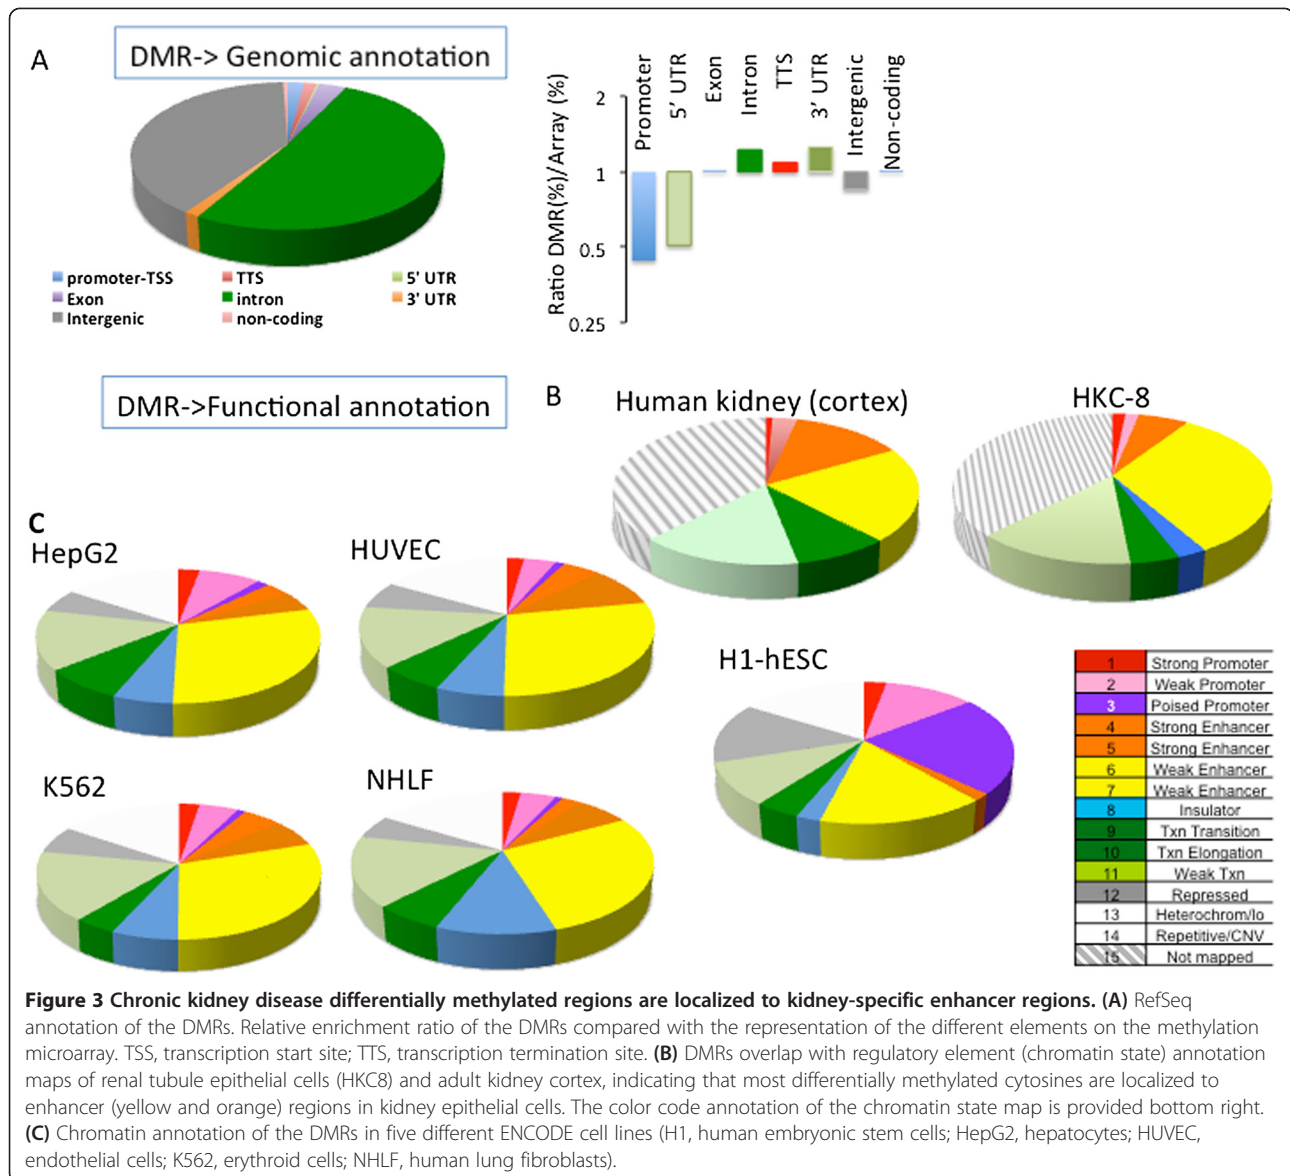 A
DMR-> Genomic annotation
promoter-TSS
TTS
5' UTR
Exon
intron
3' UTR
Intergenic
non-coding
Ratio DMR(%)/Array (%)
2
1
0.5
0.25
Promoter
5' UTR
Exon
Intron
TTS
3' UTR
Intergenic
Non-coding
DMR->Functional annotation
B
Human kidney (cortex)
HKC-8
C
HepG2
HUVEC
H1-hESC
K562
NHLF
1 Strong Promoter
2 Weak Promoter
3 Poised Promoter
4 Strong Enhancer
5 Strong Enhancer
6 Weak Enhancer
7 Weak Enhancer
8 Insulator
9 Txn Transition
10 Txn Elongation
11 Weak Txn
12 Repressed
13 Heterochrom/lo
14 Repetitive/CNV
15 Not mapped
Figure 3 Chronic kidney disease differentially methylated regions are localized to kidney-specific enhancer regions. (A) RefSeq
annotation of the DMRs. Relative enrichment ratio of the DMRs compared with the representation of the different elements on the methylation
microarray. TSS, transcription start site; TTS, transcription termination site. (B) DMRs overlap with regulatory element (chromatin state) annotation
maps of renal tubule epithelial cells (HKC8) and adult kidney cortex, indicating that most differentially methylated cytosines are localized to
enhancer (yellow and orange) regions in kidney epithelial cells. The color code annotation of the chromatin state map is provided bottom right.
(C) Chromatin annotation of the DMRs in five different ENCODE cell lines (H1, human embryonic stem cells; HepG2, hepatocytes; HUVEC,
endothelial cells; K562, erythroid cells; NHLF, human lung fibroblasts).